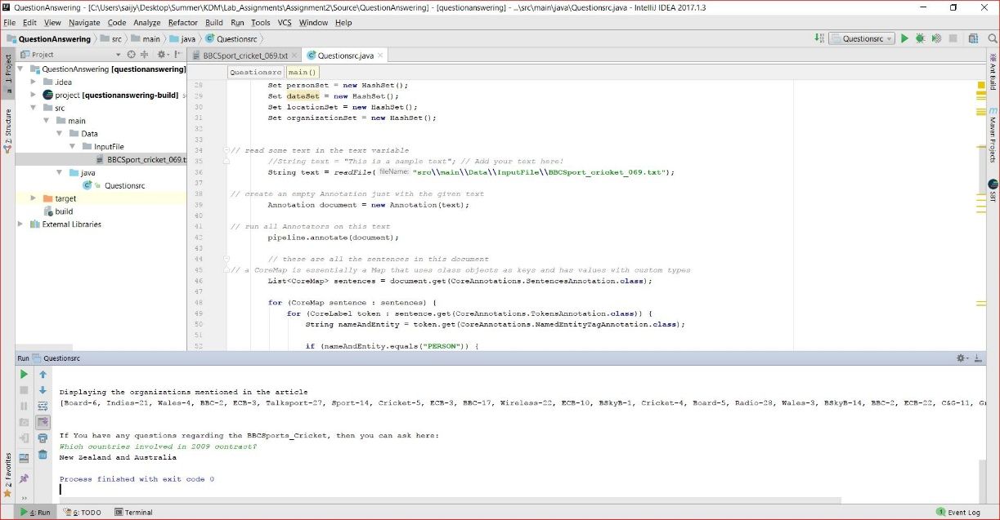 QuestionAnswering - [C:\Users\saijy\Desktop\Summer\KDM\Lab_Assignments\Assignment2\Source\QuestionAnswering] - [questionanswering] - ...\src\main\java\Questionsrc.java - IntelliJ IDEA 2017.1.3
File Edit View Navigate Code Analyze Refactor Build Run Tools VCS Window Help
QuestionAnswering src main java Questionsrc Questionsrc
Project BBCSport_cricket_069.txt Questionsrc.java
1: Project
7: Structure
2: Favorites
QuestionAnswering [questionanswering]
.idea
project [questionanswering-build]
src
main
Data
InputFile
BBCSport_cricket_069.t
java
Questionsrc
target
build
External Libraries
Questionsrc main()
28 Set personSet = new HashSet();
29 Set dateSet = new HashSet();
30 Set locationSet = new HashSet();
31 Set organizationSet = new HashSet();
32
33
34 // read some text in the text variable
35 //String text = "This is a sample text"; // Add your text here!
36 String text = readFile( fileName: "src\\main\\Data\\InputFile\\BBCSport_cricket_069.txt");
37
38 // create an empty Annotation just with the given text
39 Annotation document = new Annotation(text);
40
41 // run all Annotators on this text
42 pipeline.annotate(document);
43
44 // these are all the sentences in this document
45 // a CoreMap is essentially a Map that uses class objects as keys and has values with custom types
46 List<CoreMap> sentences = document.get(CoreAnnotations.SentencesAnnotation.class);
47
48 for (CoreMap sentence : sentences) {
49 for (CoreLabel token : sentence.get(CoreAnnotations.TokensAnnotation.class)) {
50 String nameAndEntity = token.get(CoreAnnotations.NamedEntityTagAnnotation.class);
51
52 if (nameAndEntity.equals("PERSON")) {
Ant Build
Maven Projects
SBT
Run Questionsrc
Displaying the organizations mentioned in the article
[Board-6, Indies-21, Wales-4, BBC-2, ECB-3, Talksport-27, Sport-14, Cricket-5, ECB-3, BBC-17, Wireless-22, ECB-10, BSkyB-1, Cricket-4, Board-5, Radio-28, Wales-3, BSkyB-14, BBC-2, ECB-22, C&G-11,
If You have any questions regarding the BBCSports_Cricket, then you can ask here:
Which countries involved in 2009 contract?
New Zealand and Australia
Process finished with exit code 0
4: Run 6: TODO Terminal 1 Event Log